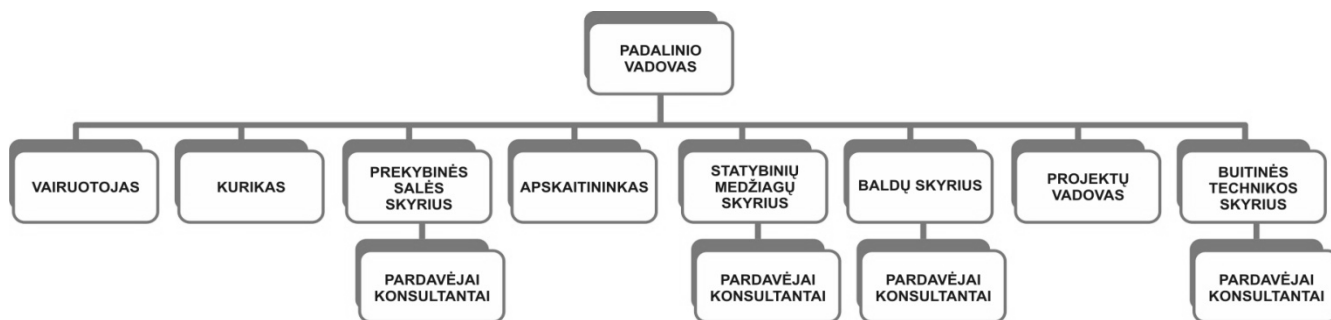 PADALINIO
VADOVAS
VAIRUOTOJAS
KURIKAS
PREKYBINĖS
SALĖS
SKYRIUS
APSKAITININKAS
STATYBINIŲ
MEDŽIAGŲ
SKYRIUS
BALDŲ SKYRIUS
PROJEKTŲ
VADOVAS
BUITINĖS
TECHNIKOS
SKYRIUS
PARDAVĖJAI
KONSULTANTAI
PARDAVĖJAI
KONSULTANTAI
PARDAVĖJAI
KONSULTANTAI
PARDAVĖJAI
KONSULTANTAI